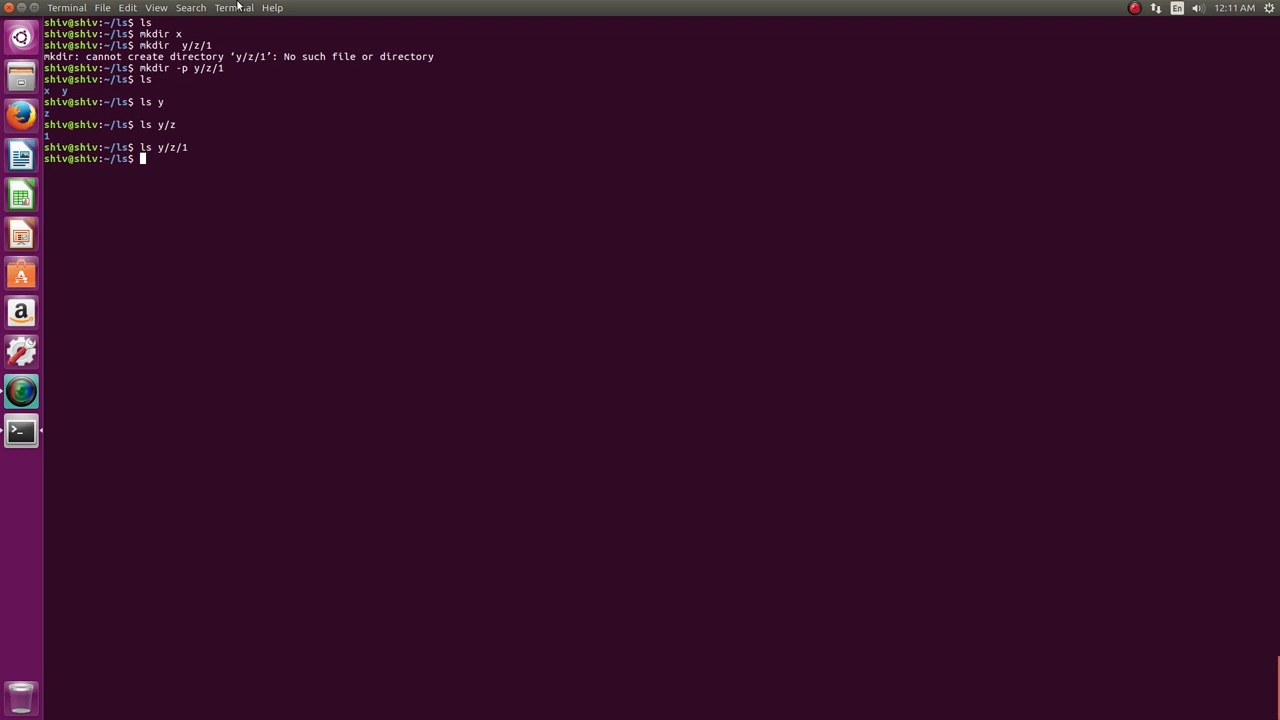 Terminal File Edit View Search Terminal Help En 12:11 AM
shiv@shiv:~/ls$ ls
shiv@shiv:~/ls$ mkdir x
shiv@shiv:~/ls$ mkdir  y/z/1
mkdir: cannot create directory ‘y/z/1’: No such file or directory
shiv@shiv:~/ls$ mkdir -p y/z/1
shiv@shiv:~/ls$ ls
x  y
shiv@shiv:~/ls$ ls y
z
shiv@shiv:~/ls$ ls y/z
1
shiv@shiv:~/ls$ ls y/z/1
shiv@shiv:~/ls$